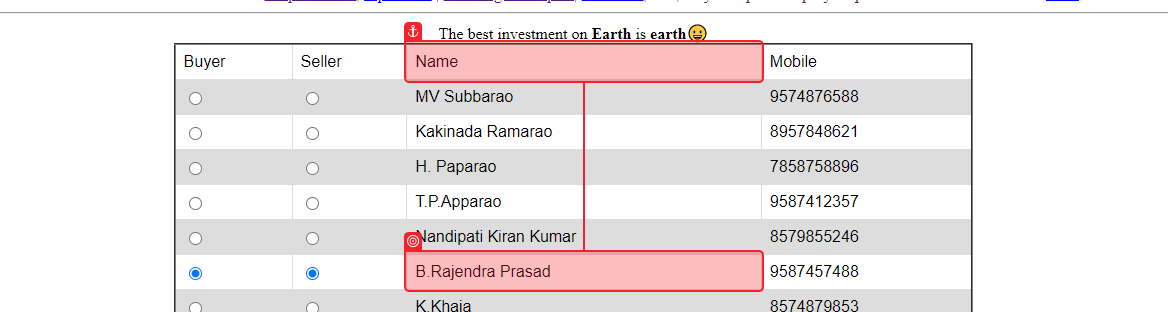 The best investment on Earth is earth😀
Buyer Seller Name Mobile
MV Subbarao 9574876588
Kakinada Ramarao 8957848621
H. Paparao 7858758896
T.P.Apparao 9587412357
Nandipati Kiran Kumar 8579855246
B.Rajendra Prasad 9587457488
K.Khaja 8574879853